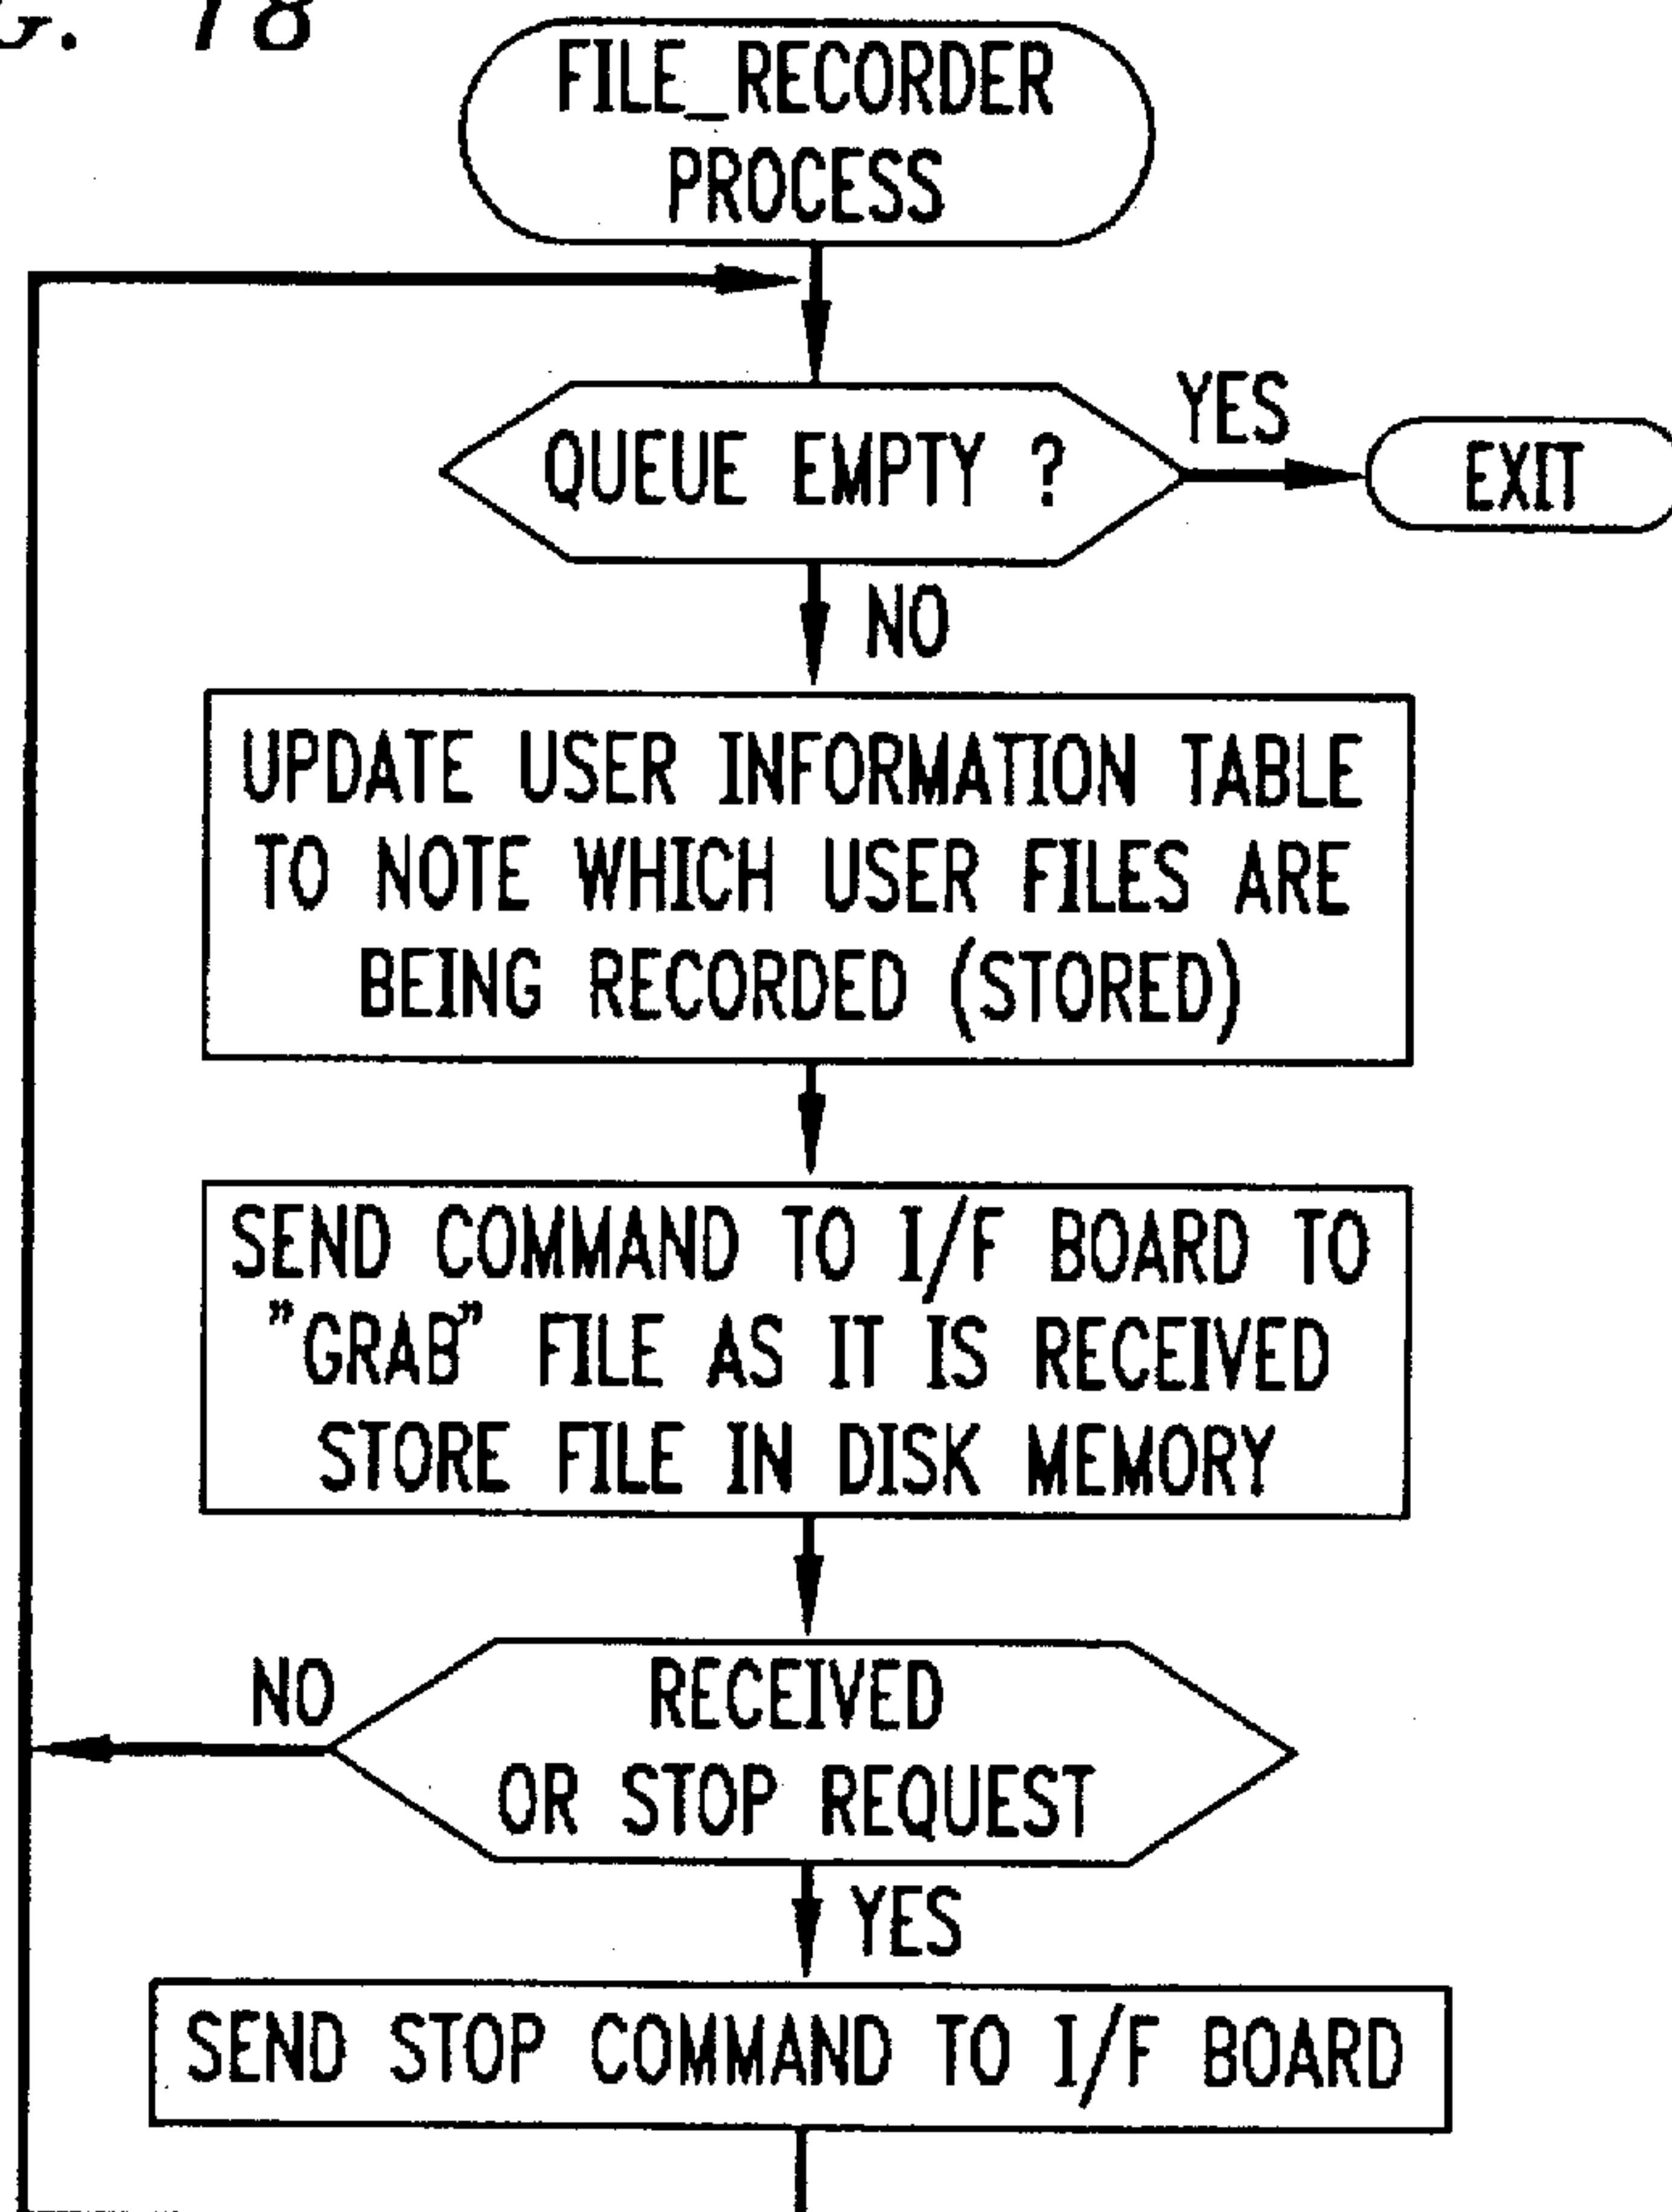 18
FILE_RECORDER
PROCESS
QUEUE EMPTY ?
YES
EXIT
NO
UPDATE USER INFORMATION TABLE
TO NOTE WHICH USER FILES ARE
BEING RECORDED (STORED)
SEND COMMAND TO I/F BOARD TO
"GRAB" FILE AS IT IS RECEIVED
STORE FILE IN DISK MEMORY
NO
RECEIVED
OR STOP REQUEST
YES
SEND STOP COMMAND TO I/F BOARD